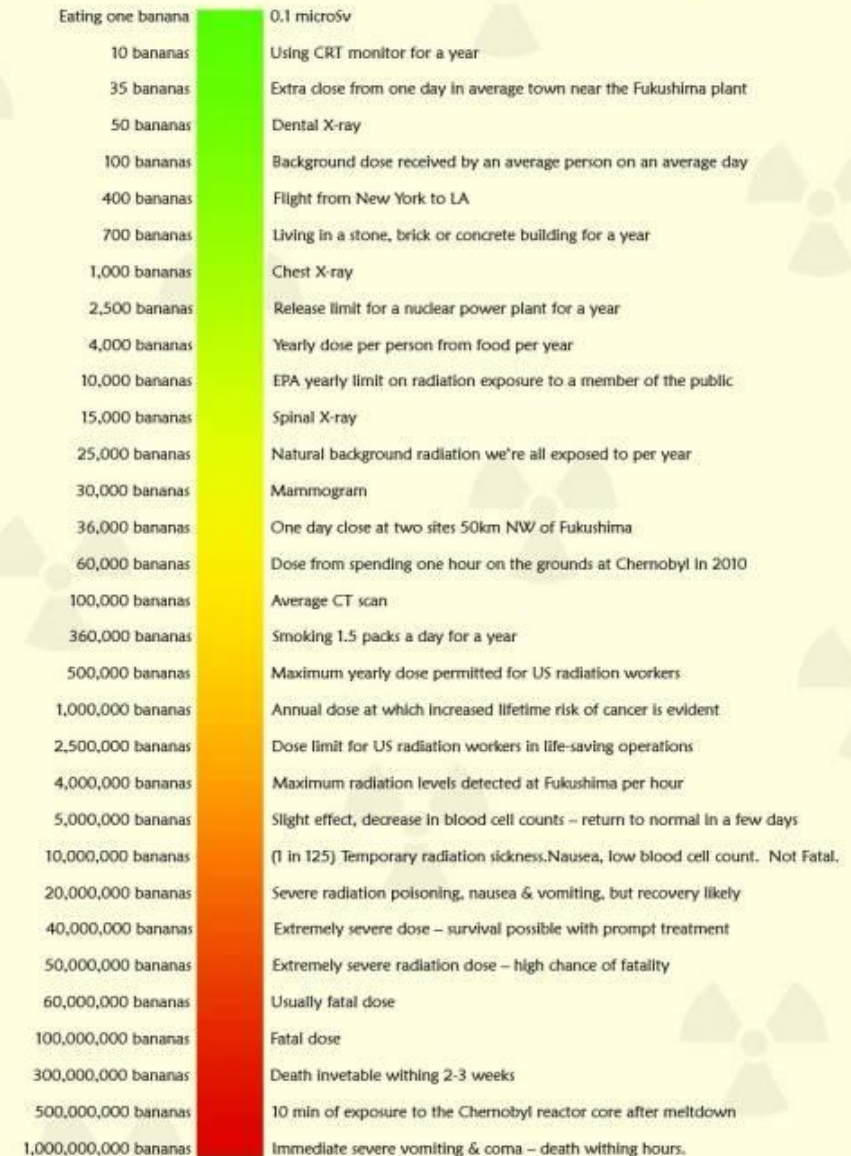 Eating one banana 0.1 microSv
10 bananas Using CRT monitor for a year
35 bananas Extra close from one day in average town near the Fukushima plant
50 bananas Dental X-ray
100 bananas Background dose received by an average person on an average day
400 bananas Flight from New York to LA
700 bananas Living in a stone, brick or concrete building for a year
1,000 bananas Chest X-ray
2,500 bananas Release limit for a nuclear power plant for a year
4,000 bananas Yearly dose per person from food per year
10,000 bananas EPA yearly limit on radiation exposure to a member of the public
15,000 bananas Spinal X-ray
25,000 bananas Natural background radiation we're all exposed to per year
30,000 bananas Mammogram
36,000 bananas One day close at two sites 50km NW of Fukushima
60,000 bananas Dose from spending one hour on the grounds at Chernobyl in 2010
100,000 bananas Average CT scan
360,000 bananas Smoking 1.5 packs a day for a year
500,000 bananas Maximum yearly dose permitted for US radiation workers
1,000,000 bananas Annual dose at which increased lifetime risk of cancer is evident
2,500,000 bananas Dose limit for US radiation workers in life-saving operations
4,000,000 bananas Maximum radiation levels detected at Fukushima per hour
5,000,000 bananas Slight effect, decrease in blood cell counts – return to normal in a few days
10,000,000 bananas (1 in 125) Temporary radiation sickness.Nausea, low blood cell count. Not Fatal.
20,000,000 bananas Severe radiation poisoning, nausea & vomiting, but recovery likely
40,000,000 bananas Extremely severe dose – survival possible with prompt treatment
50,000,000 bananas Extremely severe radiation dose – high chance of fatality
60,000,000 bananas Usually fatal dose
100,000,000 bananas Fatal dose
300,000,000 bananas Death invetable withing 2-3 weeks
500,000,000 bananas 10 min of exposure to the Chernobyl reactor core after meltdown
1,000,000,000 bananas Immediate severe vomiting & coma – death withing hours.